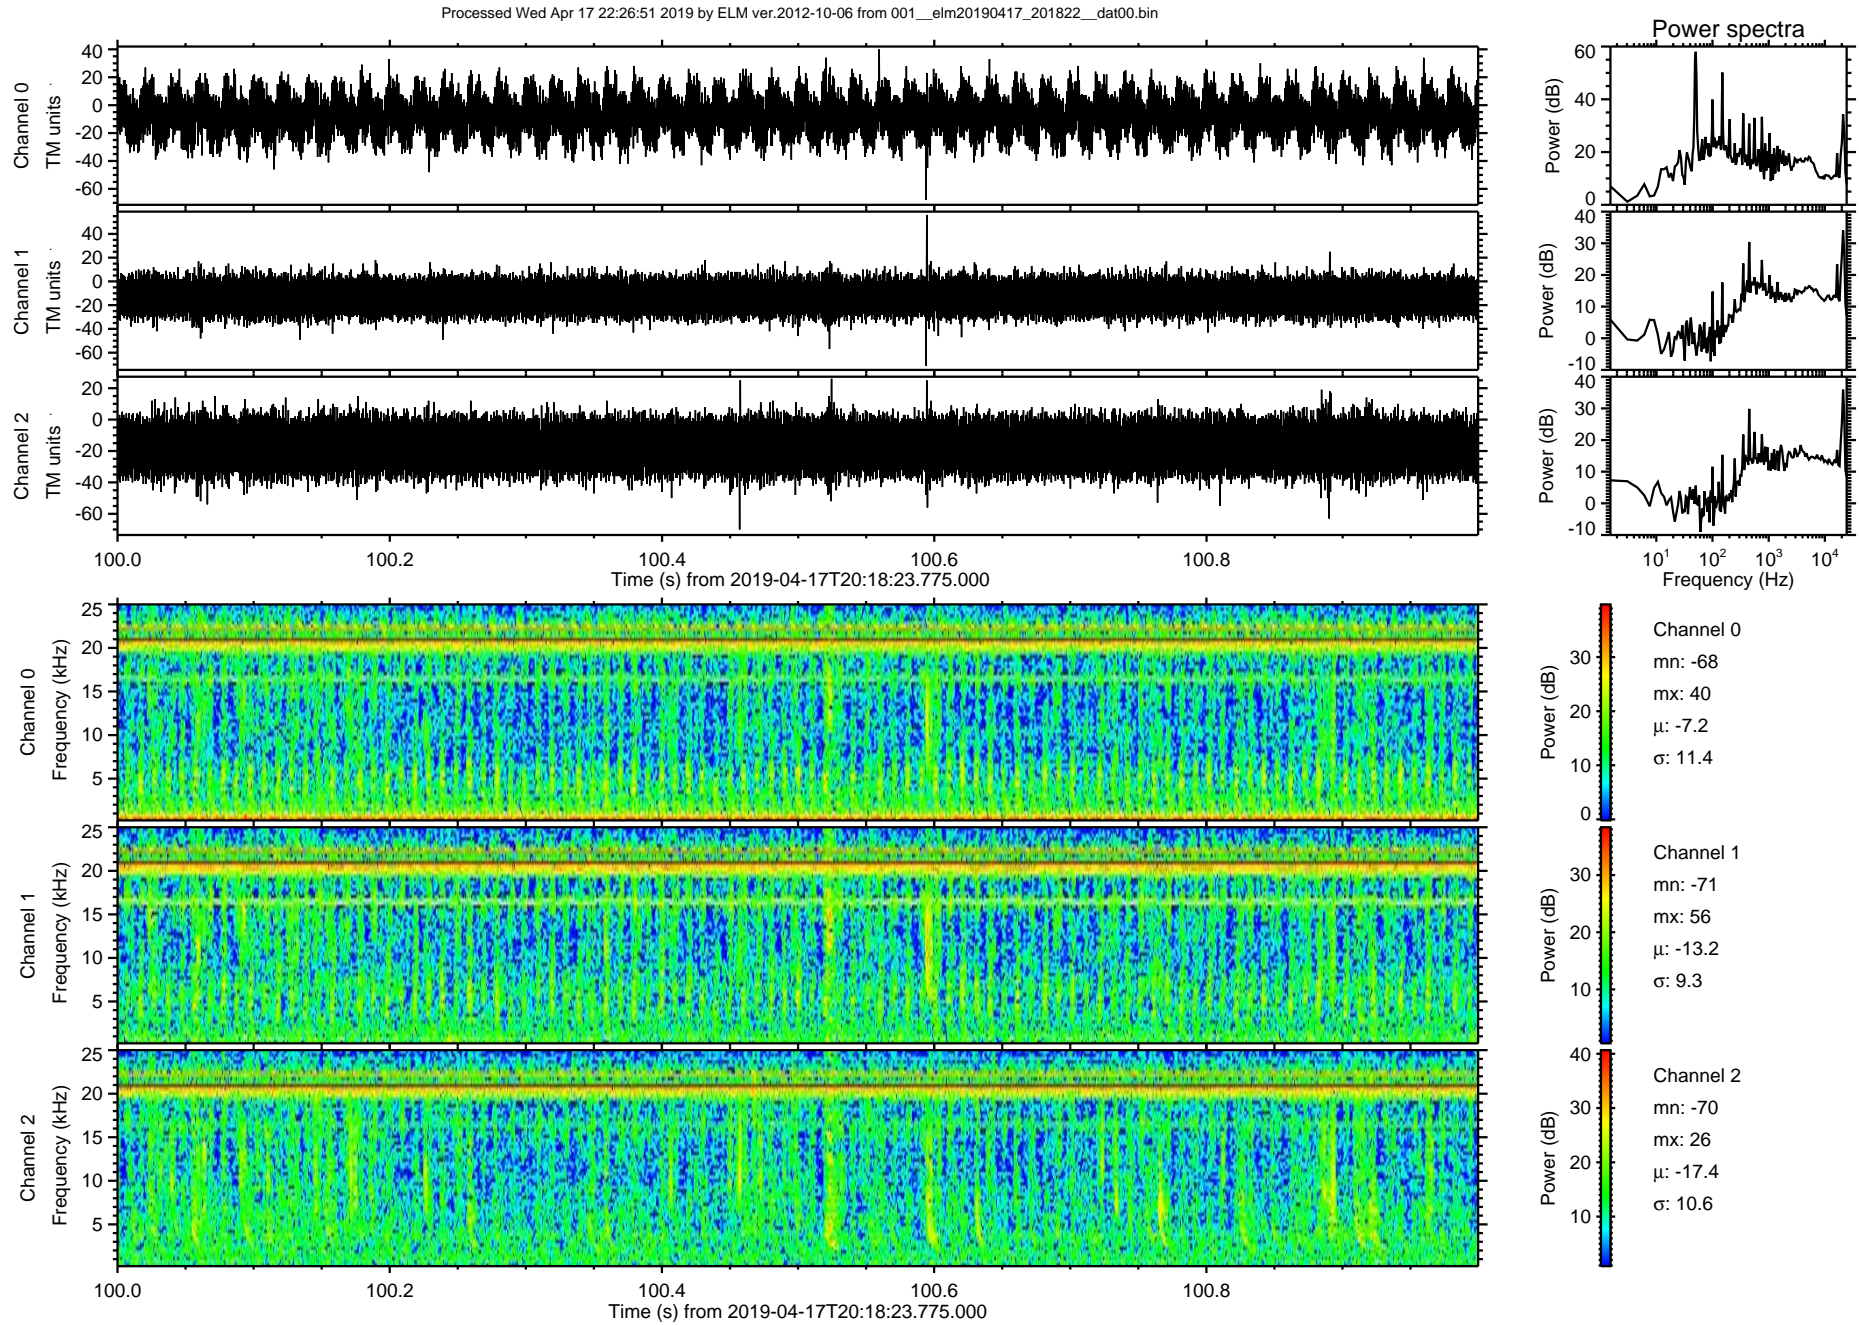 Processed Wed Apr 17 22:26:51 2019 by ELM ver.2012-10-06 from 001__elm20190417_201822__dat00.bin
Power spectra
Channel 0
TM units
40
20
0
-20
-40
-60
Power (dB)
60
40
20
0
Channel 1
TM units
40
20
0
-20
-40
-60
Power (dB)
40
30
20
10
0
-10
Channel 2
TM units
20
0
-20
-40
-60
Power (dB)
40
30
20
10
0
-10
100.0 100.2 100.4 100.6 100.8
Time (s) from 2019-04-17T20:18:23.775.000
10^1 10^2 10^3 10^4
Frequency (Hz)
Channel 0
Frequency (kHz)
25
20
15
10
5
Power (dB)
30
20
10
0
Channel 0
mn: -68
mx: 40
μ: -7.2
σ: 11.4
Channel 1
Frequency (kHz)
25
20
15
10
5
Power (dB)
30
20
10
Channel 1
mn: -71
mx: 56
μ: -13.2
σ: 9.3
Channel 2
Frequency (kHz)
25
20
15
10
5
Power (dB)
40
30
20
10
Channel 2
mn: -70
mx: 26
μ: -17.4
σ: 10.6
100.0 100.2 100.4 100.6 100.8
Time (s) from 2019-04-17T20:18:23.775.000